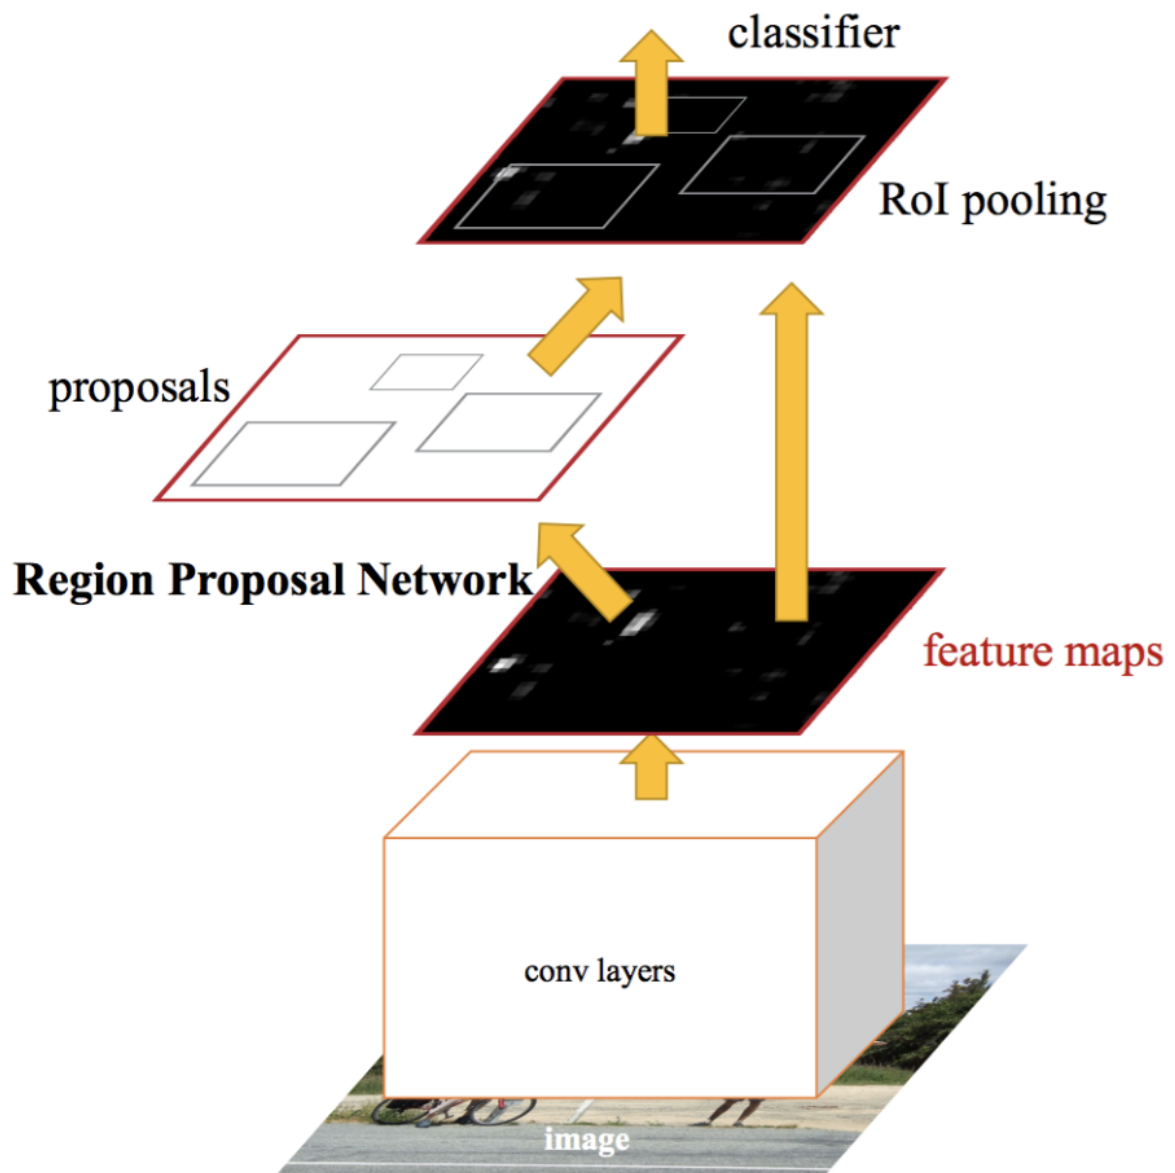 classifier
RoI pooling
proposals
Region Proposal Network
feature maps
conv layers
image